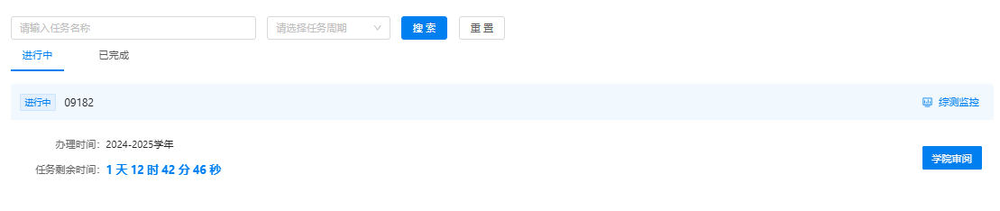 请输入任务名称 请选择任务周期 搜 索 重 置
进行中 已完成
进行中 09182 综测监控
办理时间: 2024-2025学年
任务剩余时间: 1 天 12 时 42 分 46 秒 学院审阅